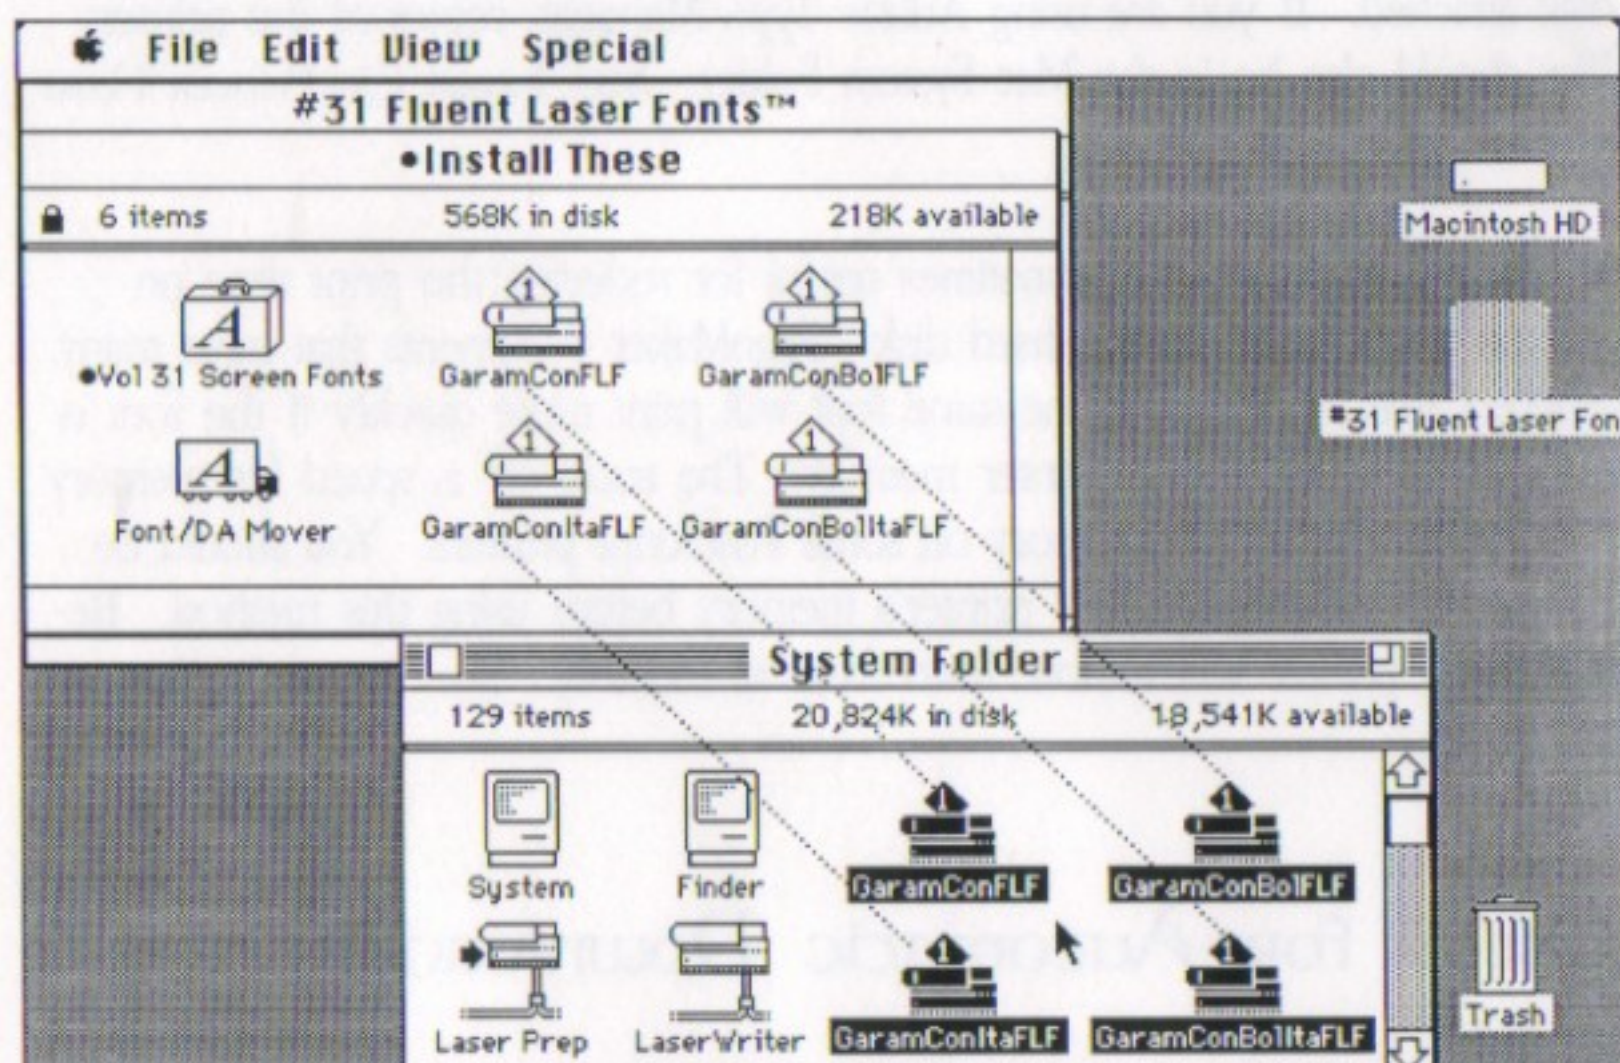 File Edit View Special
#31 Fluent Laser Fonts™
•Install These
6 items 568K in disk 218K available
•Vol 31 Screen Fonts GaramConFLF GaramConBolFLF
Font/DA Mover GaramConItaFLF GaramConBolItaFLF
Macintosh HD
#31 Fluent Laser Fon
System Folder
129 items 20,824K in disk 18,541K available
System Finder GaramConFLF GaramConBolFLF
Laser Prep LaserWriter GaramConItaFLF GaramConBolItaFLF
Trash